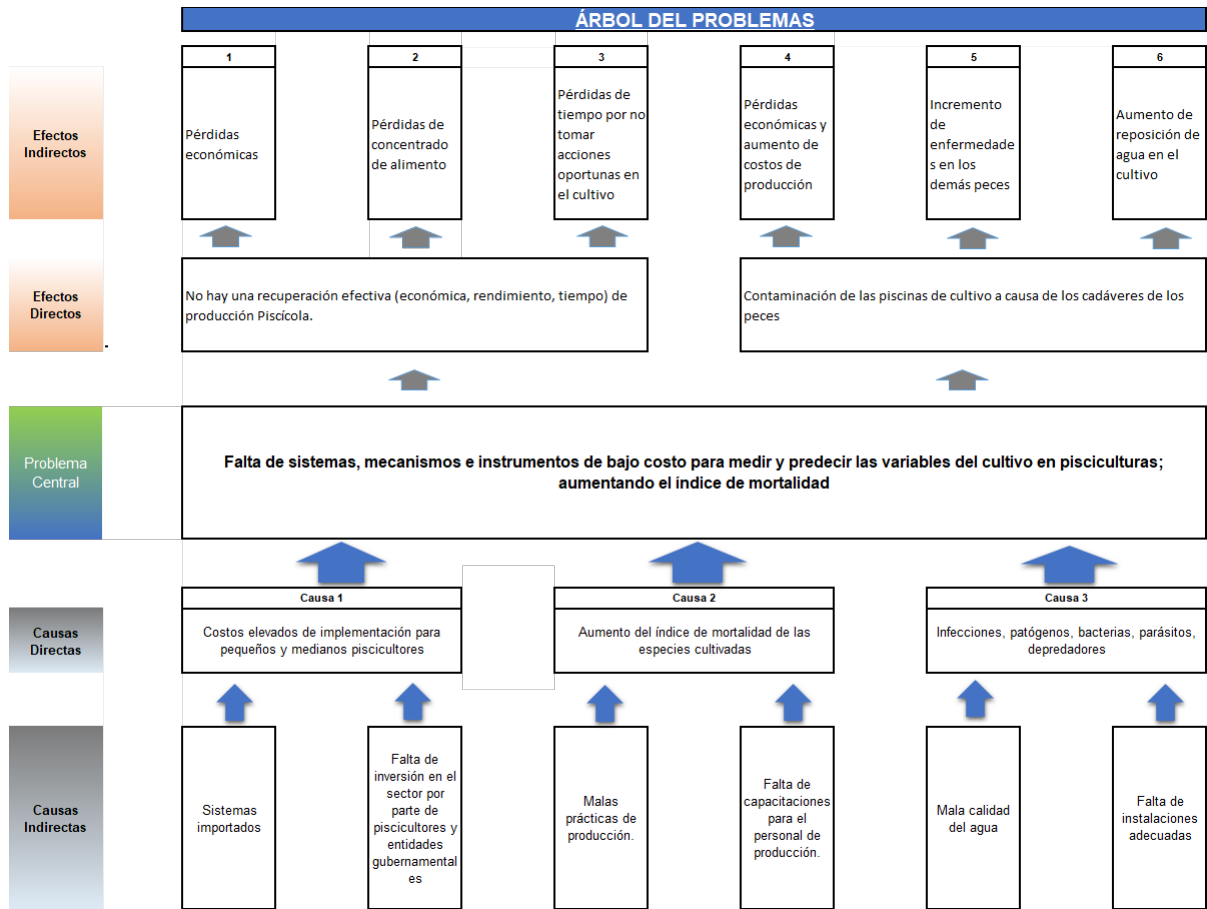 ÁRBOL DEL PROBLEMAS
1
2
3
4
5
6
Efectos
Indirectos
Pérdidas
económicas
Pérdidas de
concentrado
de alimento
Pérdidas de
tiempo por no
tomar
acciones
oportunas en
el cultivo
Pérdidas
económicas y
aumento de
costos de
producción
Incremento
de
enfermedade
s en los
demás peces
Aumento de
reposición de
agua en el
cultivo
Efectos
Directos
.
No hay una recuperación efectiva (económica, rendimiento, tiempo) de
producción Piscícola.
Contaminación de las piscinas de cultivo a causa de los cadáveres de los
peces
Problema
Central
Falta de sistemas, mecanismos e instrumentos de bajo costo para medir y predecir las variables del cultivo en pisciculturas;
aumentando el índice de mortalidad
Causas
Directas
Causa 1
Costos elevados de implementación para
pequeños y medianos piscicultores
Causa 2
Aumento del índice de mortalidad de las
especies cultivadas
Causa 3
Infecciones, patógenos, bacterias, parásitos,
depredadores
Causas
Indirectas
Sistemas
importados
Falta de
inversión en el
sector por
parte de
piscicultores y
entidades
gubernamental
es
Malas
prácticas de
producción.
Falta de
capacitaciones
para el
personal de
producción.
Mala calidad
del agua
Falta de
instalaciones
adecuadas